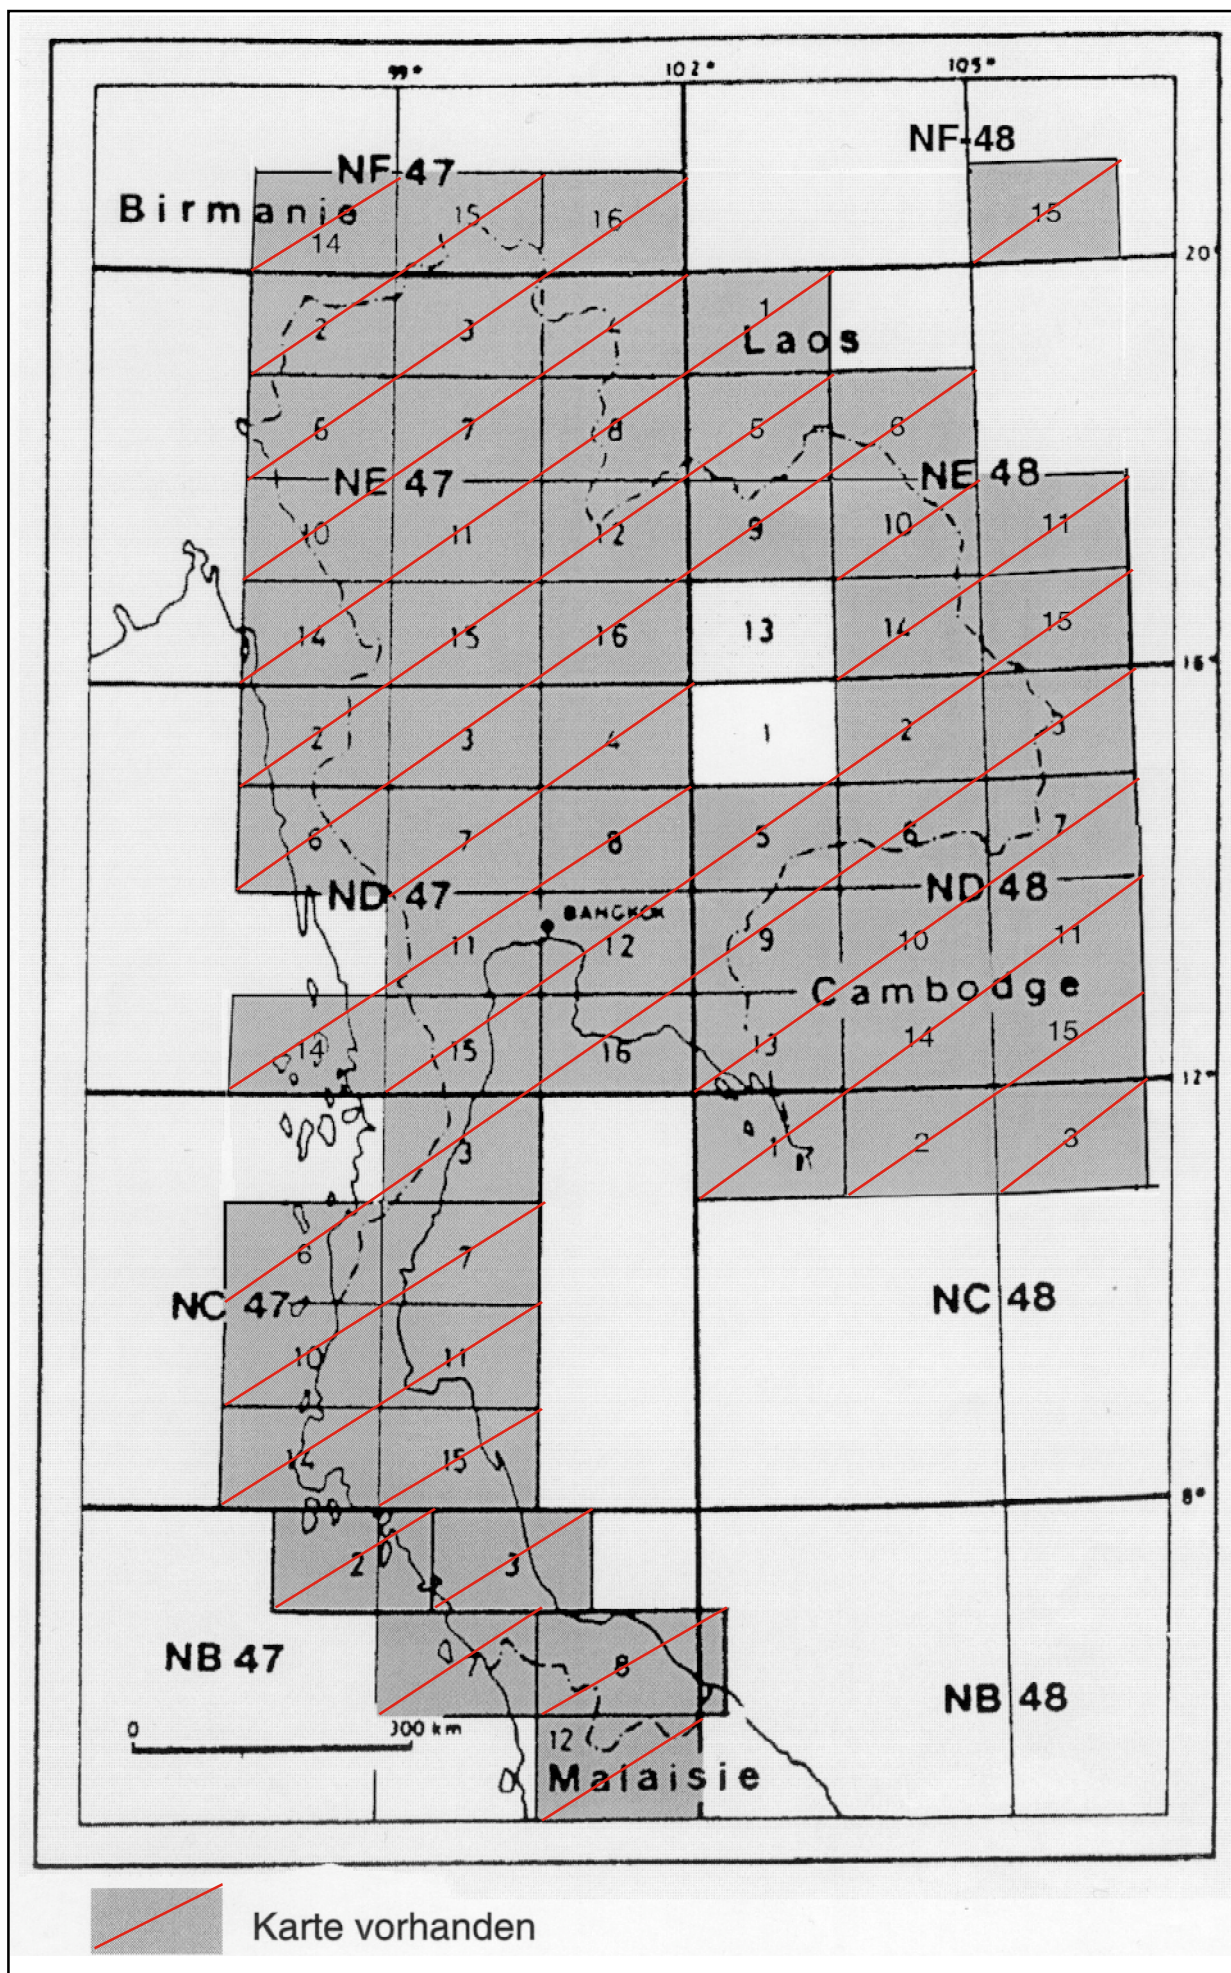 99° 102° 105°
NF-48
NF-47
Birmanie
14 15 16 15
20°
2 3 4 1
Laos
6 7 8 5 6
NE 47 NE 48
10 11 12 9 10 11
14 15 16 13 14 15
16°
2 3 4 1 2 3
6 7 8 5 6 7
ND 47 ND 48
BANGKOK
11 12 9 10 11
Cambodge
14 15 16 13 14 15
12°
3 1 2 3
6 7
NC 47 NC 48
10 11
14 15
8°
2 3
NB 47 7 8
NB 48
0 300 km
12
Malaisie
Karte vorhanden